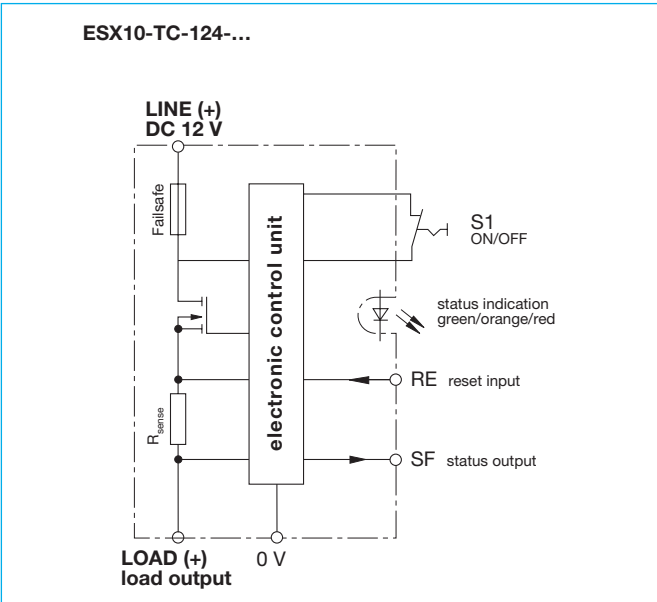 ESX10-TC-124-...
LINE (+)
DC 12 V
Failsafe
electronic control unit
S1
ON/OFF
status indication
green/orange/red
RE reset input
Rsense
SF status output
LOAD (+)
load output
0 V